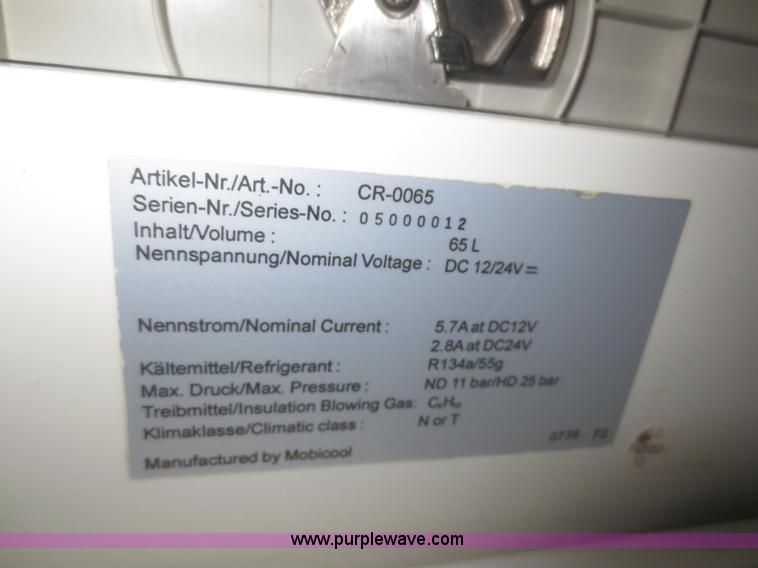 Artikel-Nr./Art.-No. : CR-0065
Serien-Nr./Series-No. : 05000012
Inhalt/Volume : 65 L
Nennspannung/Nominal Voltage : DC 12/24V ⎓
Nennstrom/Nominal Current : 5.7A at DC12V
2.8A at DC24V
Kältemittel/Refrigerant : R134a/55g
Max. Druck/Max. Pressure : ND 11 bar/HD 25 bar
Treibmittel/Insulation Blowing Gas: C₅H₁₀
Klimaklasse/Climatic class : N or T
0739 F2
Manufactured by Mobicool
www.purplewave.com